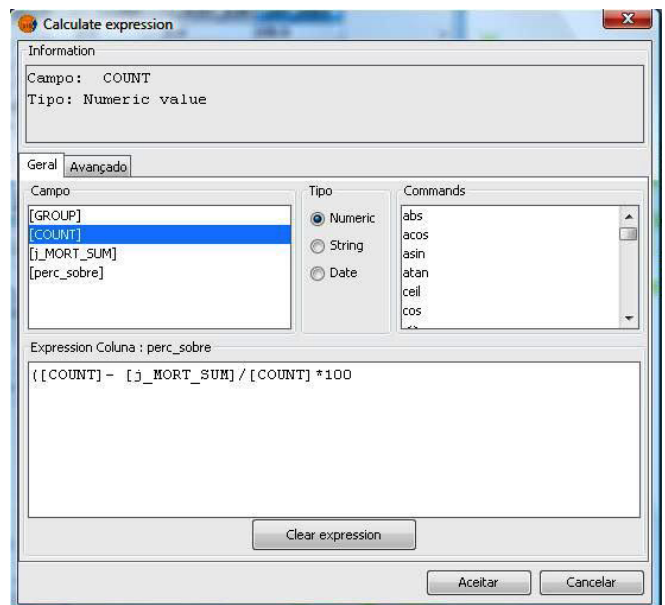 Calculate expression
Information
Campo: COUNT
Tipo: Numeric value
Geral
Avançado
Campo
[GROUP]
[COUNT]
[j_MORT_SUM]
[perc_sobre]
Tipo
Numeric
String
Date
Commands
abs
acos
asin
atan
ceil
cos
Expression Coluna : perc_sobre
([COUNT]- [j_MORT_SUM]/[COUNT]*100
Clear expression
Aceitar
Cancelar